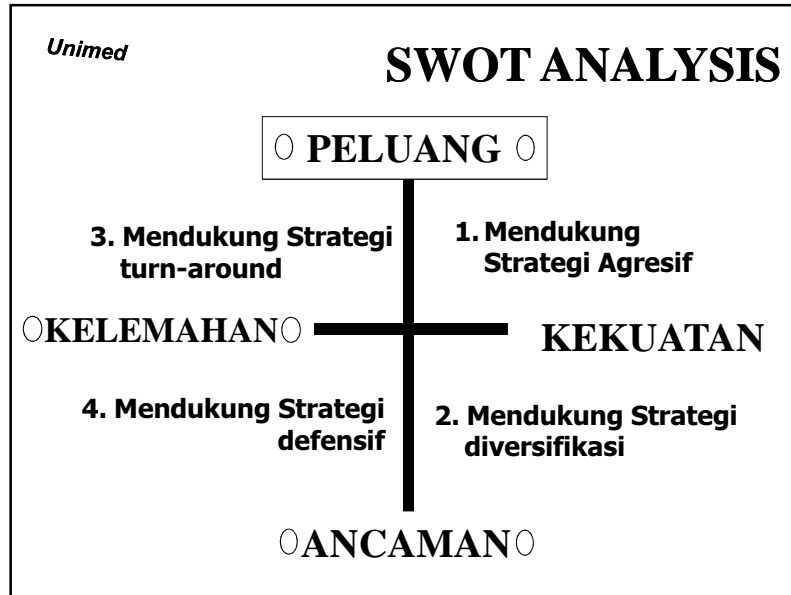 Unimed
SWOT ANALYSIS
PELUANG
3. Mendukung Strategi
turn-around
1. Mendukung
Strategi Agresif
KELEMAHAN
KEKUATAN
4. Mendukung Strategi
defensif
2. Mendukung Strategi
diversifikasi
ANCAMAN